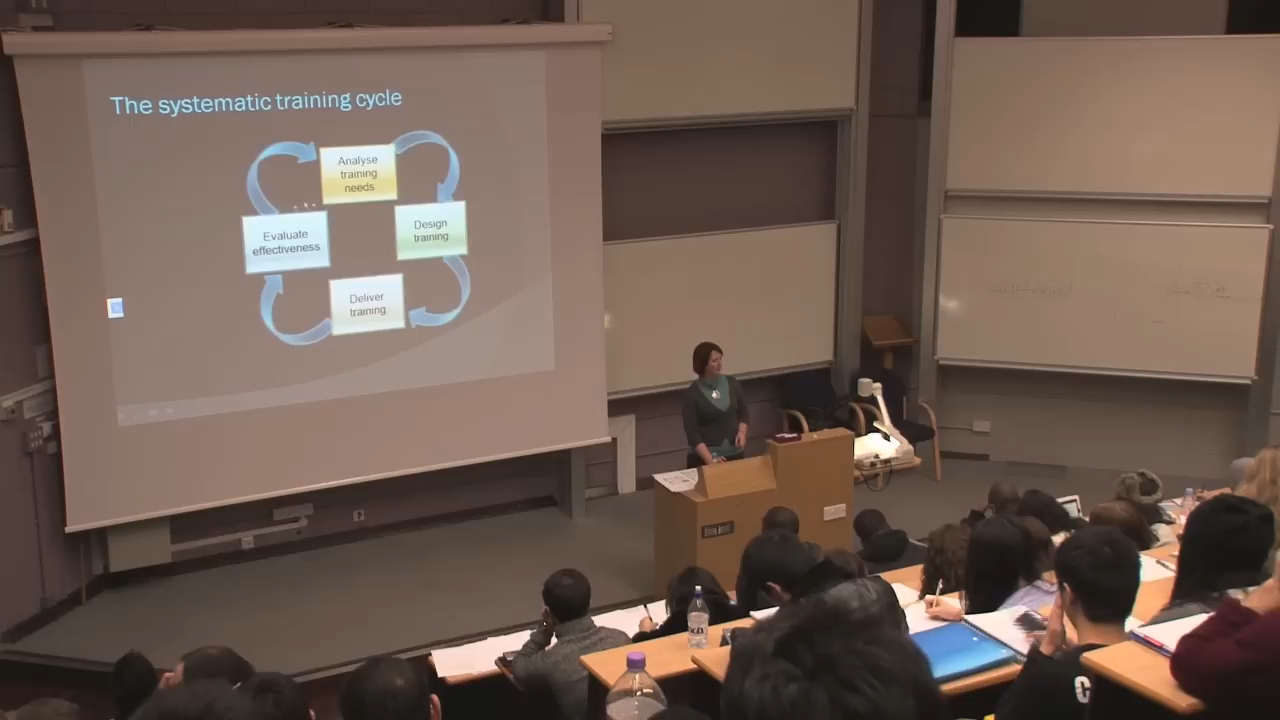 The systematic training cycle
Analyse
training
needs
Design
training
Evaluate
effectiveness
Deliver
training